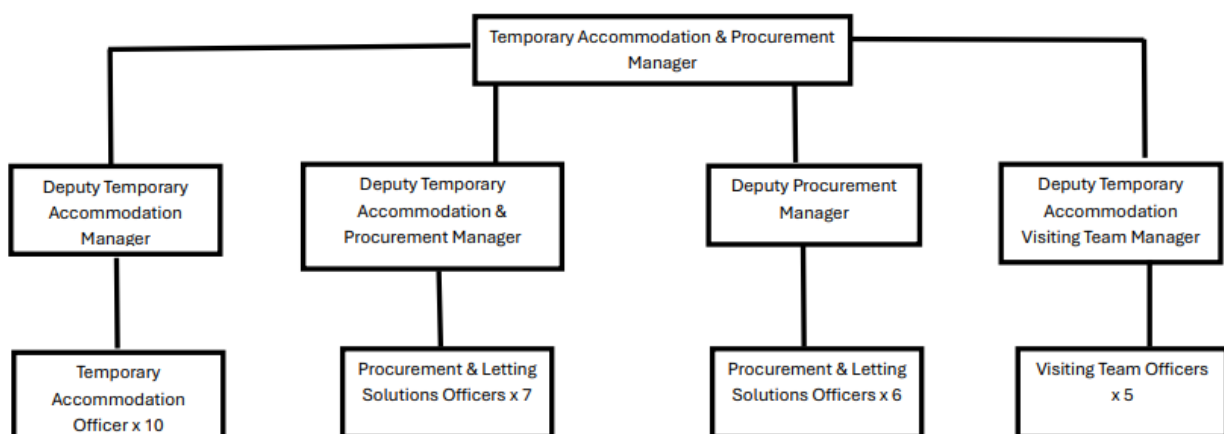 Temporary Accommodation & Procurement
Manager
Deputy Temporary
Accommodation
Manager
Deputy Temporary
Accommodation &
Procurement Manager
Deputy Procurement
Manager
Deputy Temporary
Accommodation
Visiting Team Manager
Temporary
Accommodation
Officer x 10
Procurement & Letting
Solutions Officers x 7
Procurement & Letting
Solutions Officers x 6
Visiting Team Officers
x 5